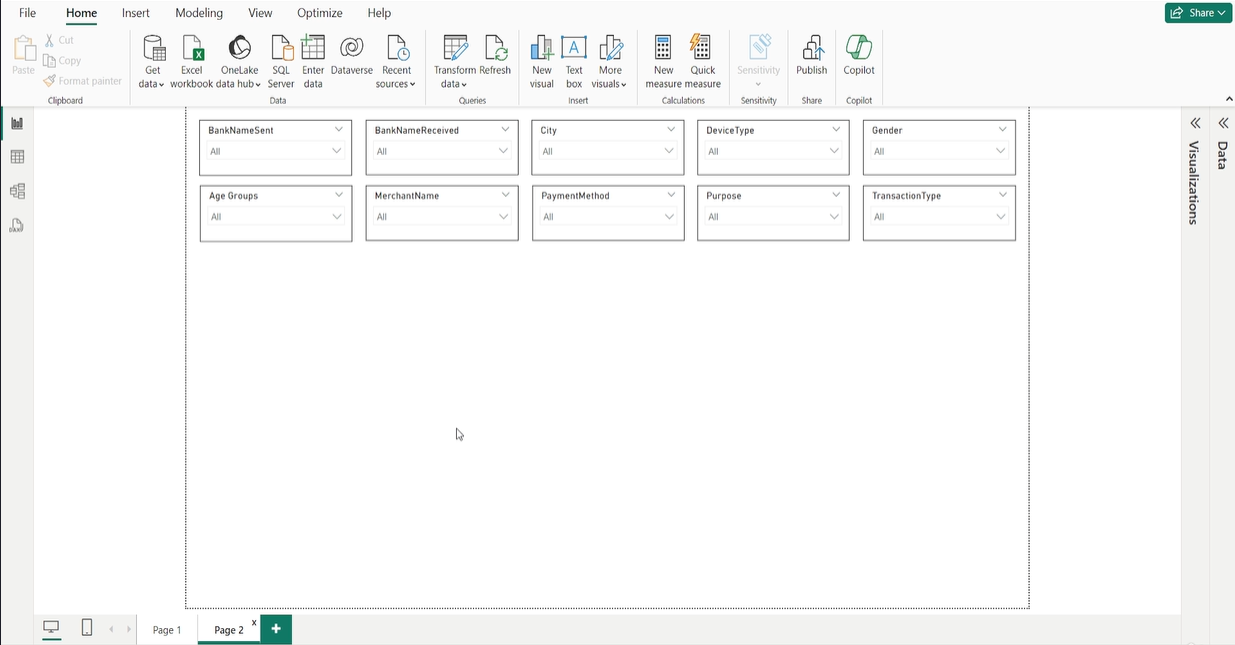 File Home Insert Modeling View Optimize Help Share
Paste Cut
Copy
Format painter
Clipboard
Get data Excel workbook OneLake data hub SQL Server Enter data Dataverse Recent sources
Data
Transform data Refresh
Queries
New visual Text box More visuals
Insert
New measure Quick measure
Calculations
Sensitivity
Sensitivity
Publish
Share
Copilot
Copilot
BankNameSent BankNameReceived City DeviceType Gender
All All All All All
Age Groups MerchantName PaymentMethod Purpose TransactionType
All All All All All
Visualizations
Data
Page 1 Page 2 x +